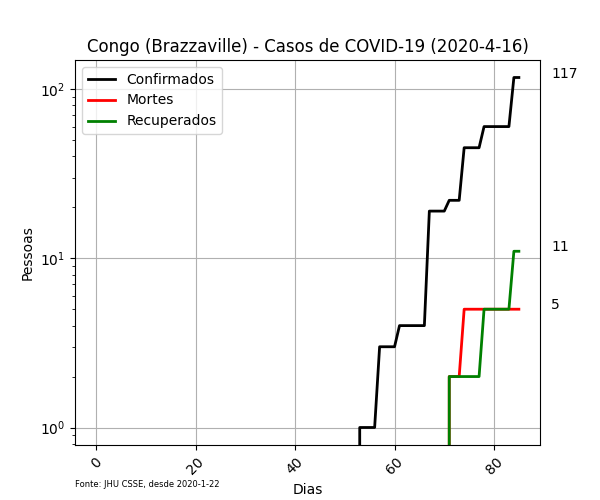 Congo (Brazzaville) - Casos de COVID-19 (2020-4-16)
Confirmados
Mortes
Recuperados
117
11
5
10²
10¹
10⁰
Pessoas
0 20 40 60 80
Fonte: JHU CSSE, desde 2020-1-22
Dias